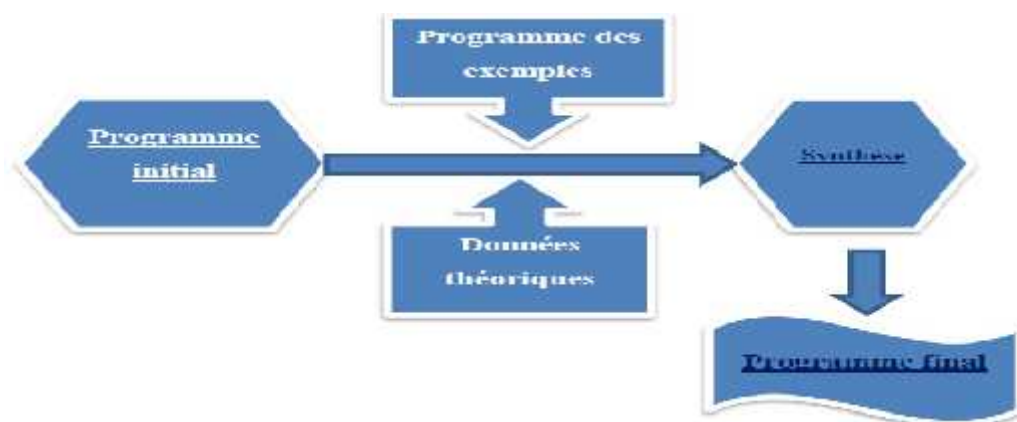 Programme des
exemples
Programme
initial
Synthèse
Données
théoriques
Programme final